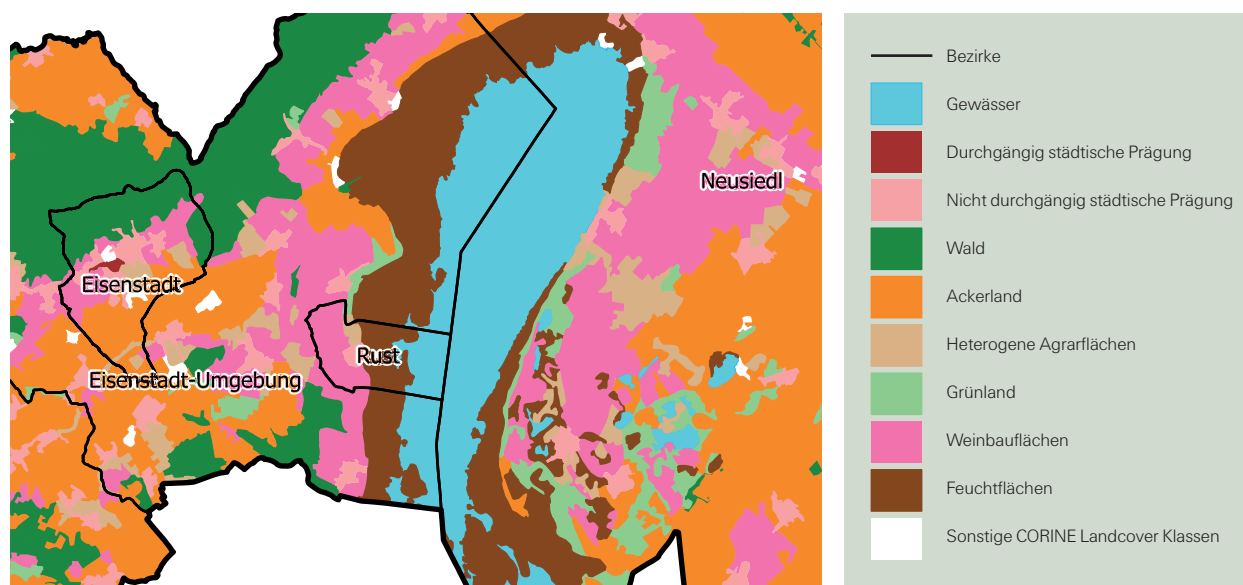 Neusiedl
Eisenstadt
Rust
Eisenstadt-Umgebung
Bezirke
Gewässer
Durchgängig städtische Prägung
Nicht durchgängig städtische Prägung
Wald
Ackerland
Heterogene Agrarflächen
Grünland
Weinbauflächen
Feuchtflächen
Sonstige CORINE Landcover Klassen